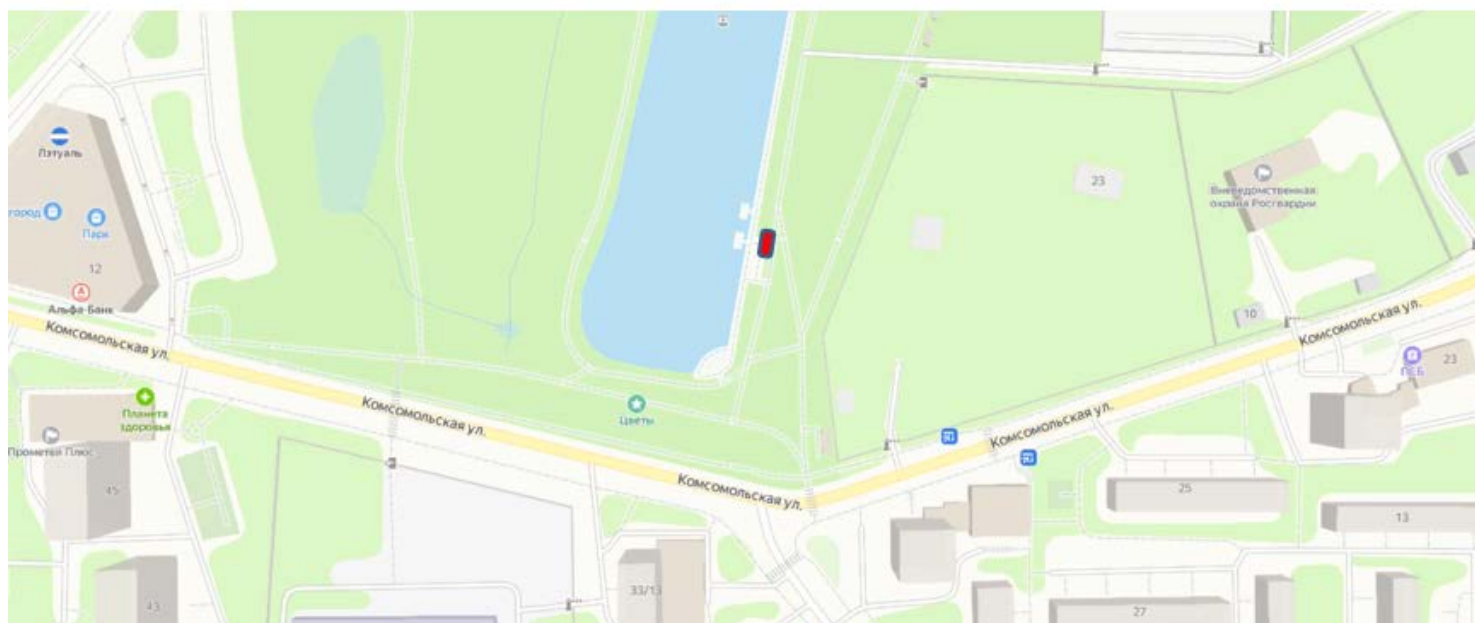 Лэтуаль
город
Парк
12
Альфа-Банк
Комсомольская ул.
Планета
здоровья
Прометей Плюс
45
43
Комсомольская ул.
Цветы
Комсомольская ул.
33/13
23
Вневедомственная
охрана Росгвардии
10
Комсомольская ул.
ПСБ
23
Комсомольская ул.
25
13
27